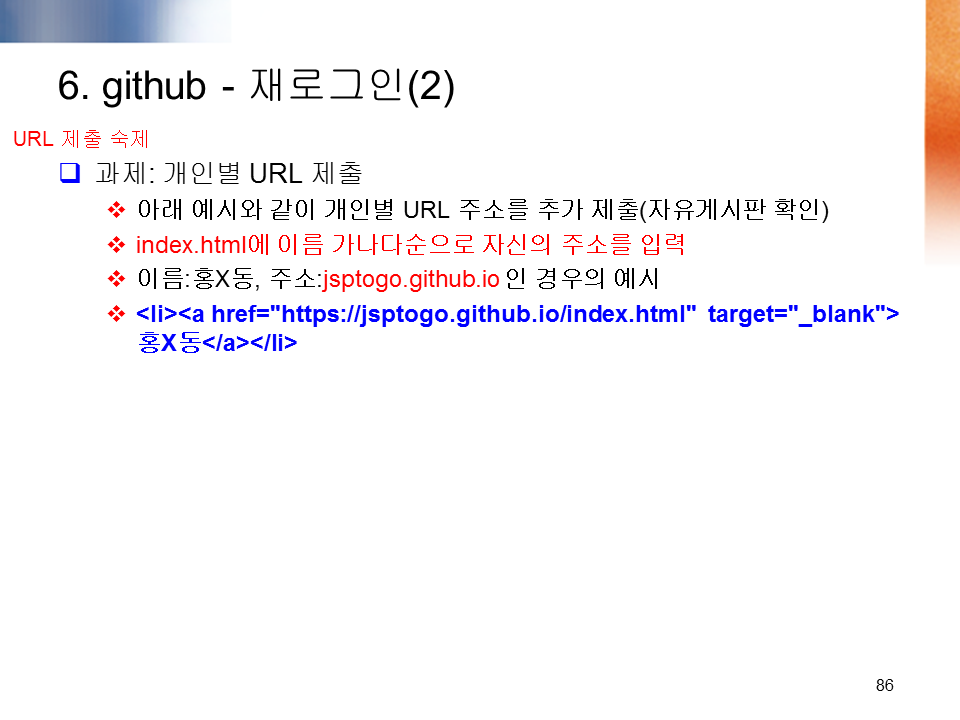 6. github - 재로그인(2)
URL 제출 숙제
과제: 개인별 URL 제출
아래 예시와 같이 개인별 URL 주소를 추가 제출(자유게시판 확인)
index.html에 이름 가나다순으로 자신의 주소를 입력
이름:홍X동, 주소:jsptogo.github.io 인 경우의 예시
<li><a href="https://jsptogo.github.io/index.html" target="_blank">
홍X동</a></li>
86